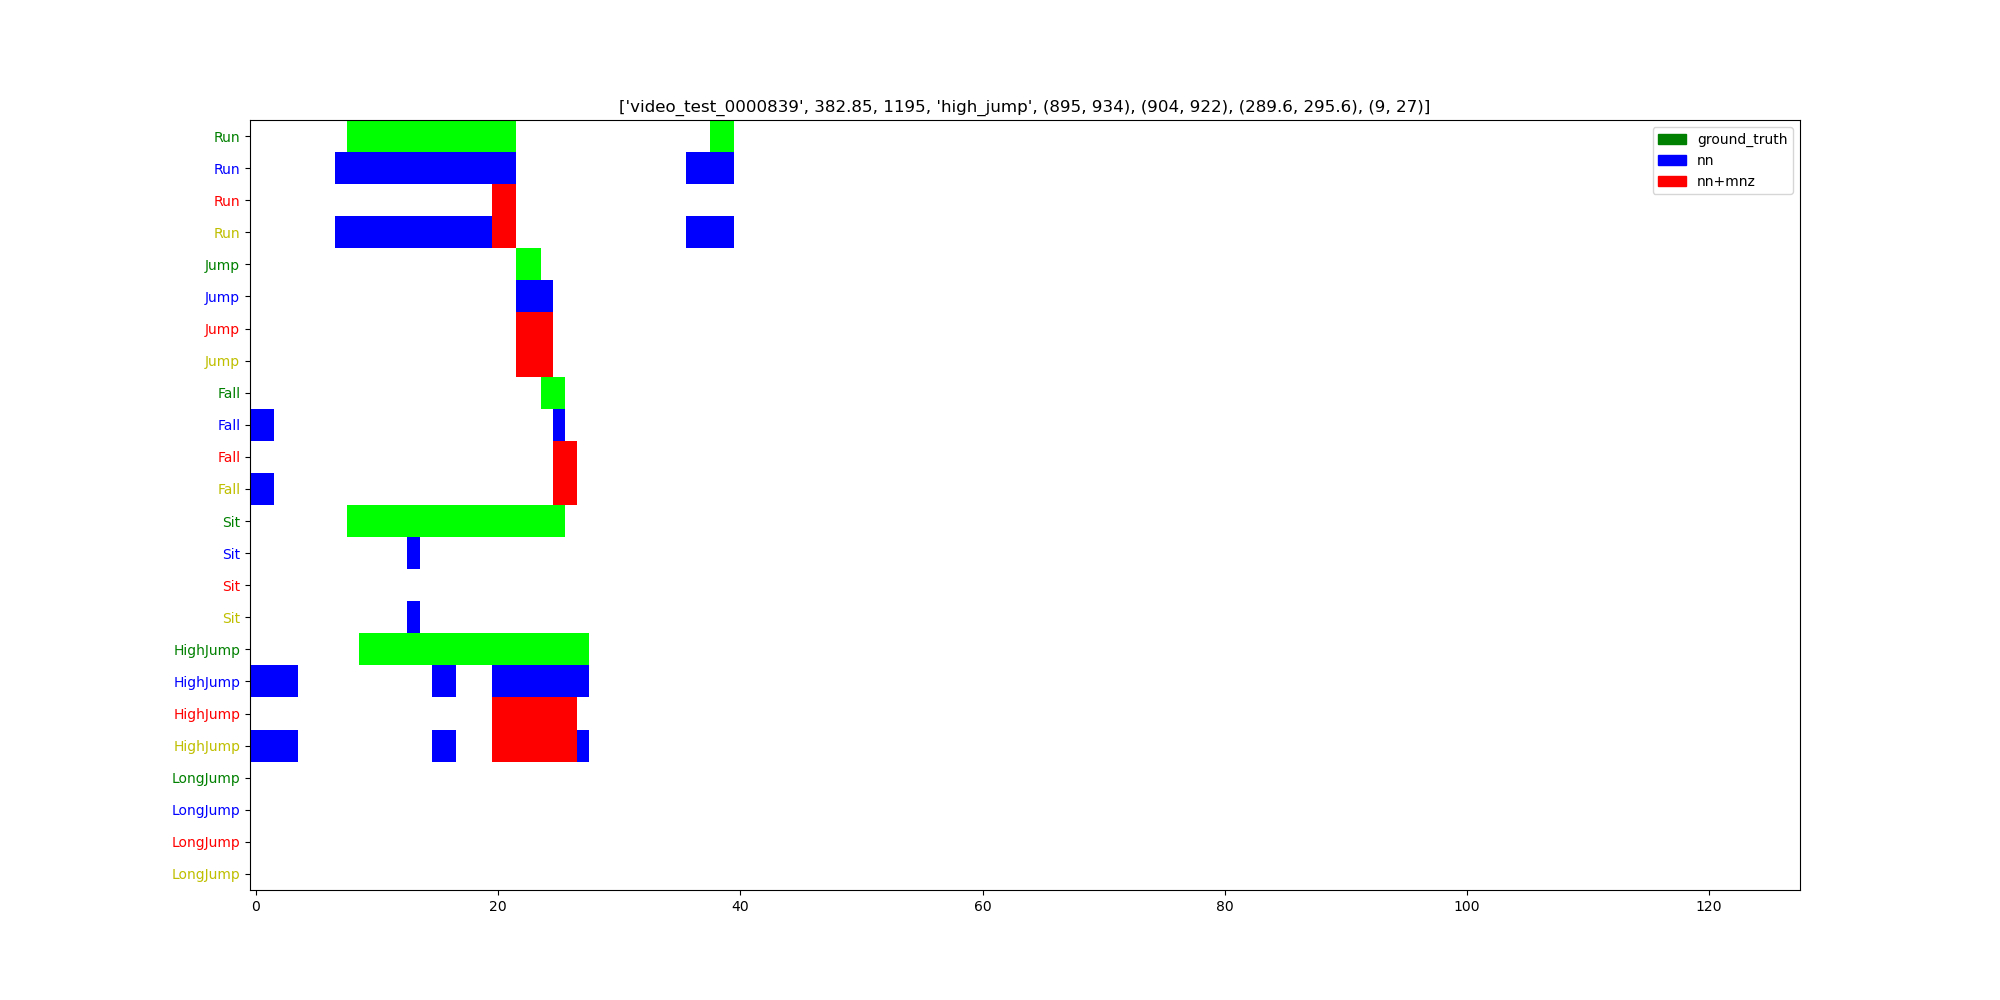 ['video_test_0000839', 382.85, 1195, 'high_jump', (895, 934), (904, 922), (289.6, 295.6), (9, 27)]
ground_truth
nn
nn+mnz
Run
Run
Run
Run
Jump
Jump
Jump
Jump
Fall
Fall
Fall
Fall
Sit
Sit
Sit
Sit
HighJump
HighJump
HighJump
HighJump
LongJump
LongJump
LongJump
LongJump
0 20 40 60 80 100 120